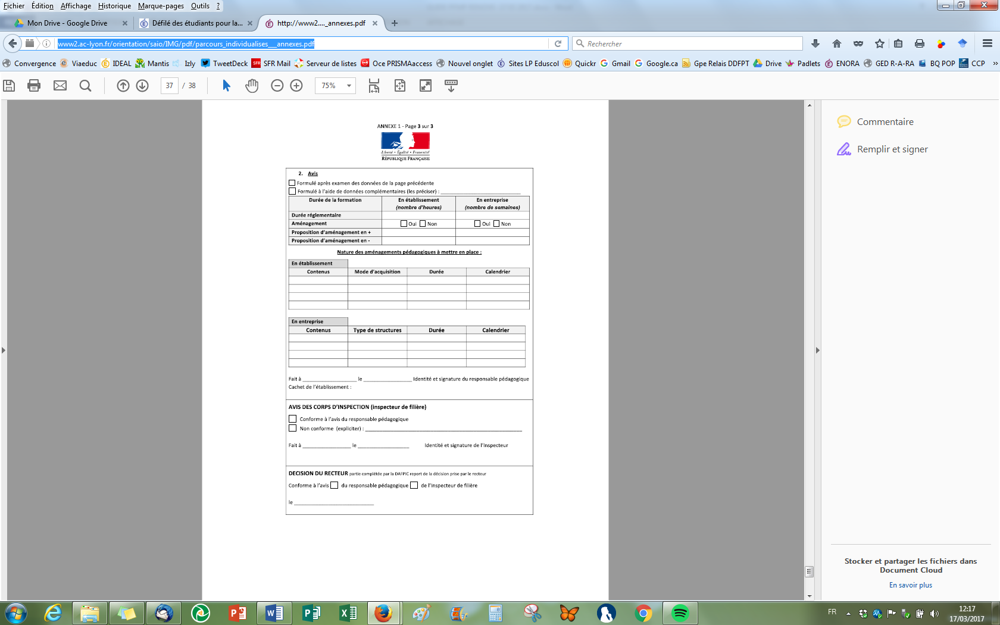 Fichier Édition Affichage Historique Marque-pages Outils ?
Mon Drive - Google Drive
Défilé des étudiants pour la...
http://www2...._annexes.pdf
www2.ac-lyon.fr/orientation/saio/IMG/pdf/parcours_individualises__annexes.pdf
Rechercher
Convergence Viaeduc IDEAL Mantis Izly TweetDeck SFR SFR Mail Serveur de listes Oce PRISMAaccess Nouvel onglet Sites LP Eduscol Quickr Gmail Google.ca Gpe Relais DDFPT Drive Padlets ENORA GED R-A-RA BQ POP CCP »
37 / 38
75%
Commentaire
Remplir et signer
ANNEXE 1 - Page 3 sur 3
Liberté • Égalité • Fraternité
RÉPUBLIQUE FRANÇAISE
2. Avis
Formulé après examen des données de la page précédente
Formulé à l'aide de données complémentaires (les préciser) : ____________________________
Durée de la formation En établissement En entreprise
(nombre d'heures) (nombre de semaines)
Durée réglementaire
Aménagement Oui Non Oui Non
Proposition d'aménagement en +
Proposition d'aménagement en -
Nature des aménagements pédagogiques à mettre en place :
En établissement
Contenus Mode d'acquisition Durée Calendrier
En entreprise
Contenus Type de structures Durée Calendrier
Fait à ___________________ le _________________ Identité et signature du responsable pédagogique
Cachet de l'établissement :
AVIS DES CORPS D'INSPECTION (inspecteur de filière)
Conforme à l'avis du responsable pédagogique
Non conforme (expliciter) : _______________________________________________________
Fait à _________________ le __________________ Identité et signature de l'Inspecteur
DECISION DU RECTEUR partie complétée par la DAFPIC report de la décision prise par le recteur
Conforme à l'avis du responsable pédagogique de l'Inspecteur de filière
le ____________________________
Stocker et partager les fichiers dans
Document Cloud
En savoir plus
FR
12:17
17/03/2017